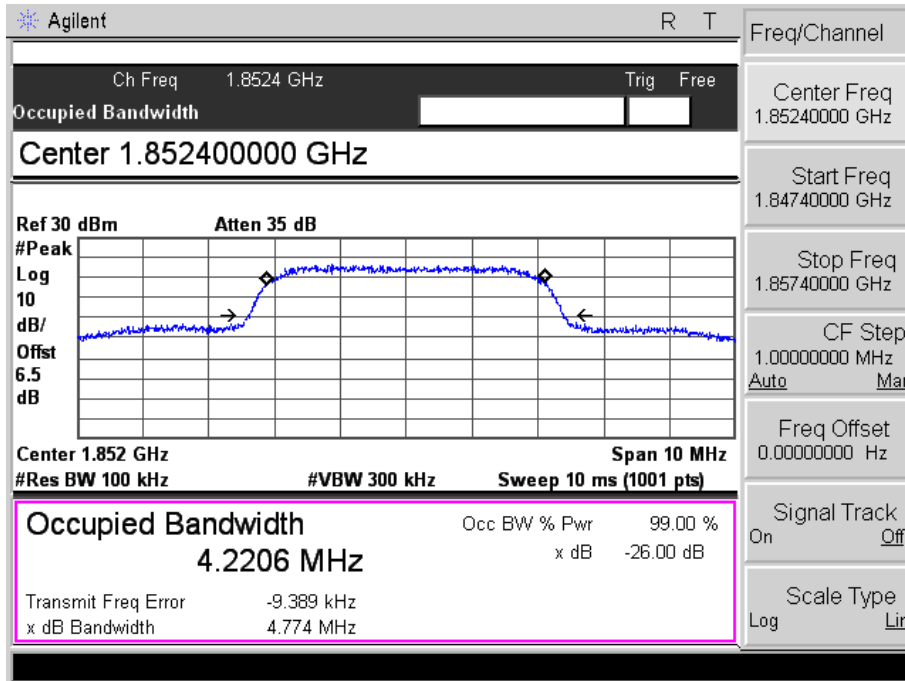 Agilent R T
Freq/Channel
Ch Freq 1.8524 GHz Trig Free
Occupied Bandwidth
Center 1.852400000 GHz
Ref 30 dBm Atten 35 dB
#Peak
Log
10
dB/
Offst
6.5
dB
Center 1.852 GHz Span 10 MHz
#Res BW 100 kHz #VBW 300 kHz Sweep 10 ms (1001 pts)
Occupied Bandwidth
4.2206 MHz
Occ BW % Pwr 99.00 %
x dB -26.00 dB
Transmit Freq Error -9.389 kHz
x dB Bandwidth 4.774 MHz
Center Freq
1.85240000 GHz
Start Freq
1.84740000 GHz
Stop Freq
1.85740000 GHz
CF Step
1.00000000 MHz
Auto Mar
Freq Offset
0.00000000 Hz
Signal Track
On Off
Scale Type
Log Lin